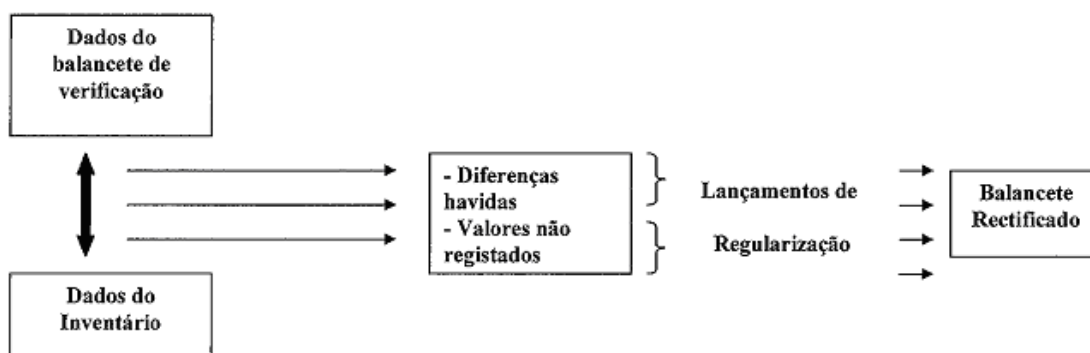 Dados do
balancete de
verificação
- Diferenças
havidas
- Valores não
registados
Lançamentos de
Regularização
Balancete
Rectificado
Dados do
Inventário